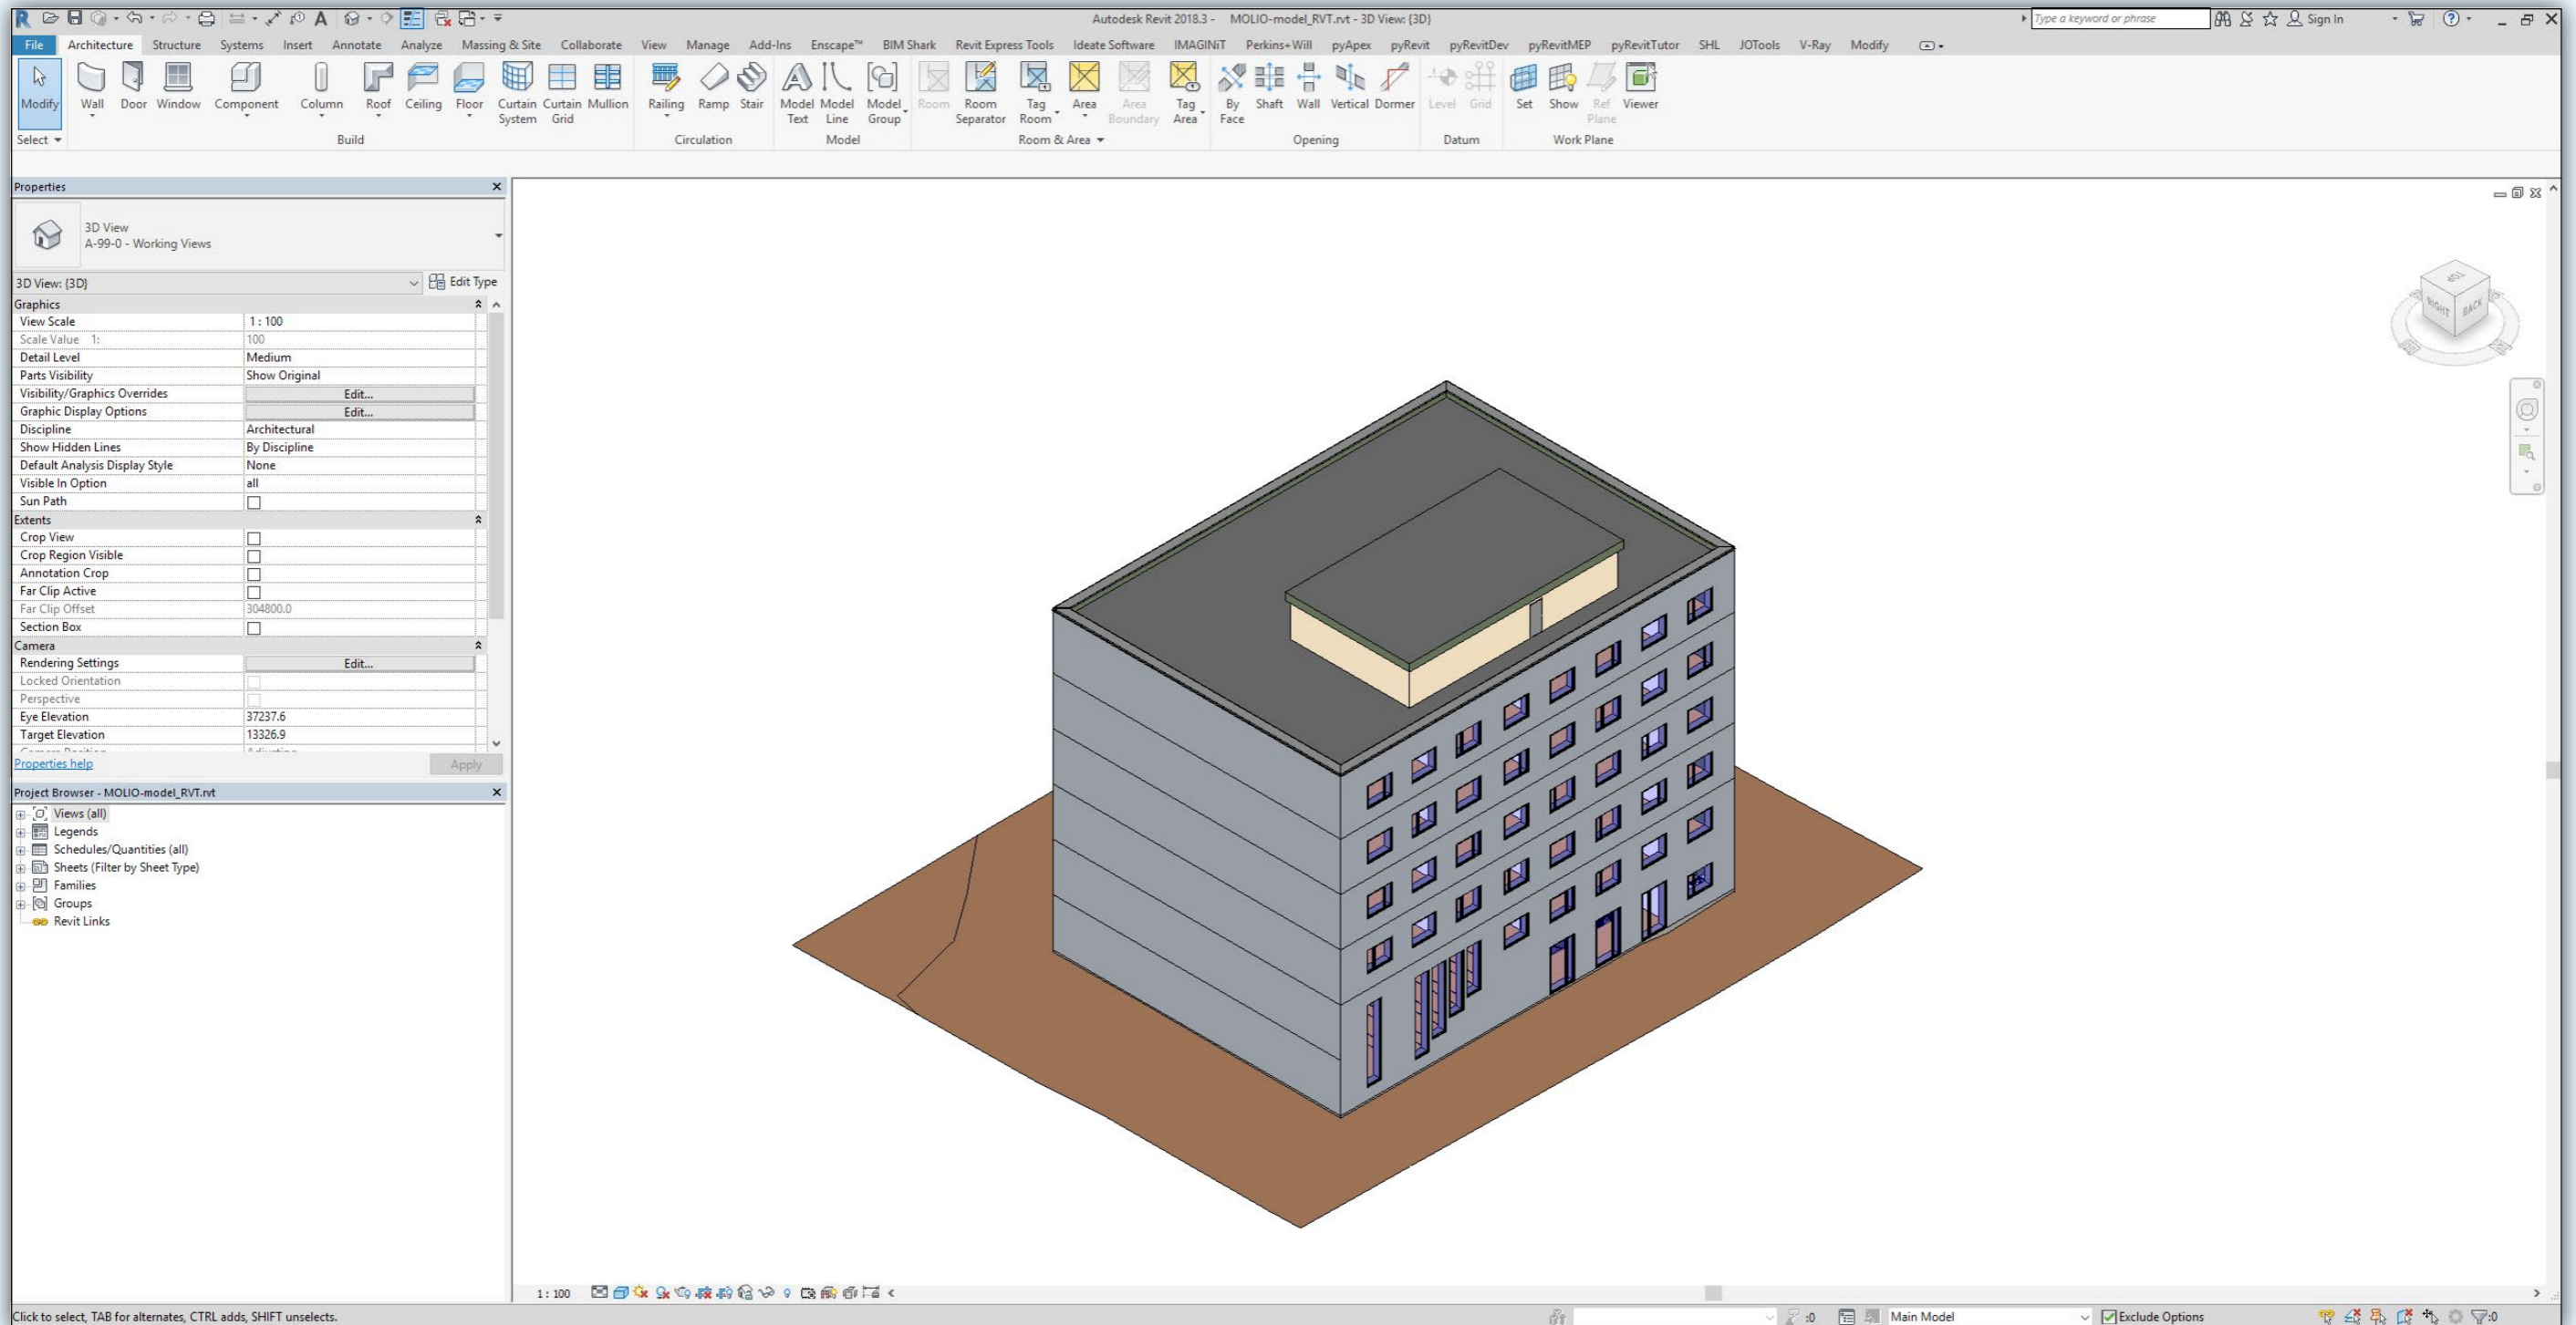 Autodesk Revit 2018.3 - MOLIO-model_RVT.rvt - 3D View: {3D}
Type a keyword or phrase
Sign In
File Architecture Structure Systems Insert Annotate Analyze Massing & Site Collaborate View Manage Add-Ins Enscape™ BIM Shark Revit Express Tools Ideate Software IMAGINiT Perkins+Will pyApex pyRevit pyRevitDev pyRevitMEP pyRevitTutor SHL JOTools V-Ray Modify
Modify Wall Door Window Component Column Roof Ceiling Floor Curtain System Curtain Grid Mullion Railing Ramp Stair Model Text Model Line Model Group Room Room Separator Tag Room Area Area Boundary Tag Area By Face Shaft Wall Vertical Dormer Level Grid Set Show Ref Plane Viewer
Select Build Circulation Model Room & Area Opening Datum Work Plane
Properties
3D View
A-99-0 - Working Views
3D View: {3D} Edit Type
Graphics
View Scale 1 : 100
Scale Value 1: 100
Detail Level Medium
Parts Visibility Show Original
Visibility/Graphics Overrides Edit...
Graphic Display Options Edit...
Discipline Architectural
Show Hidden Lines By Discipline
Default Analysis Display Style None
Visible In Option all
Sun Path
Extents
Crop View
Crop Region Visible
Annotation Crop
Far Clip Active
Far Clip Offset 304800.0
Section Box
Camera
Rendering Settings Edit...
Locked Orientation
Perspective
Eye Elevation 37237.6
Target Elevation 13326.9
Properties help Apply
Project Browser - MOLIO-model_RVT.rvt
Views (all)
Legends
Schedules/Quantities (all)
Sheets (Filter by Sheet Type)
Families
Groups
Revit Links
TOP
RIGHT BACK
1 : 100
Click to select, TAB for alternates, CTRL adds, SHIFT unselects.
:0 Main Model Exclude Options :0